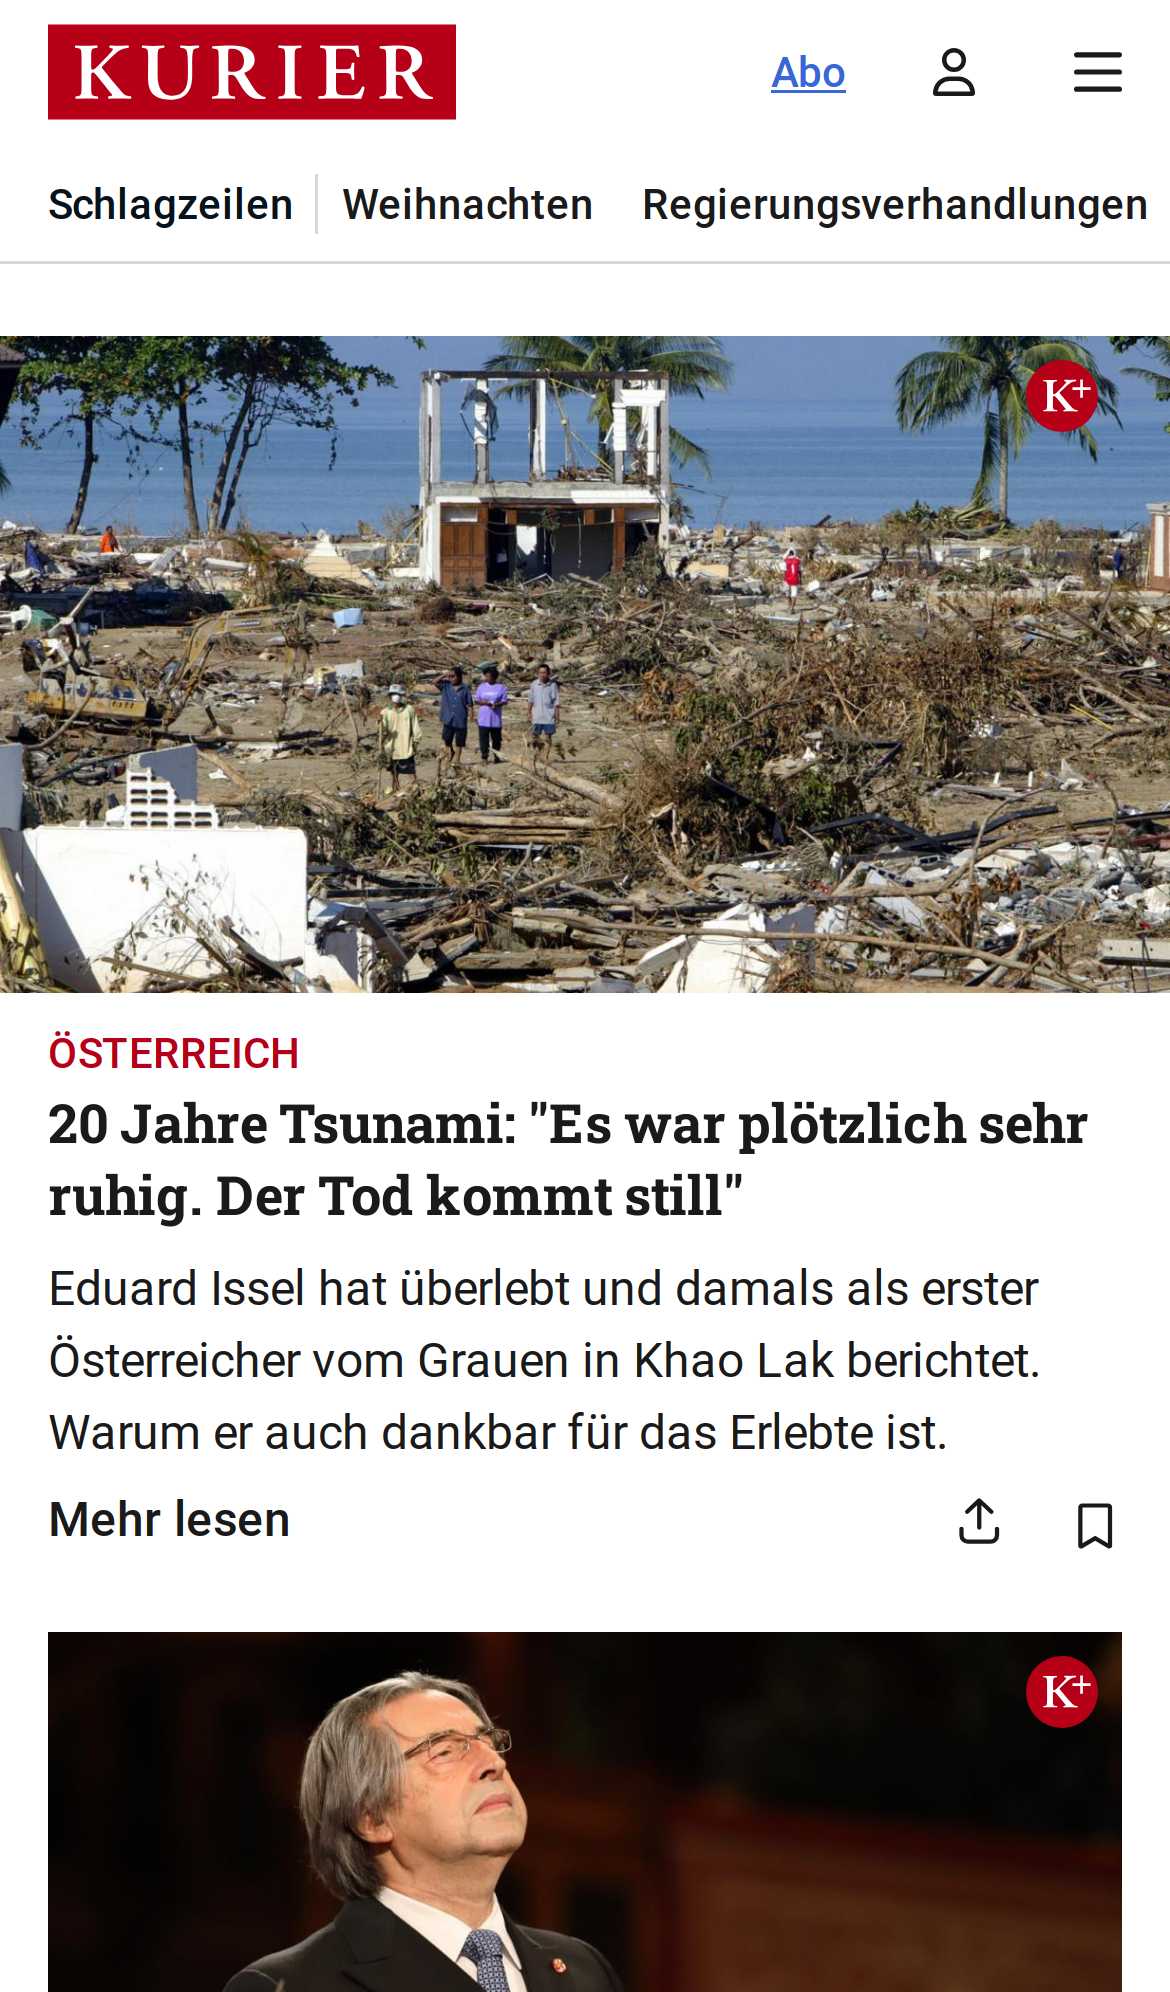 KURIER
Abo
Schlagzeilen
Weihnachten
Regierungsverhandlungen
K+
ÖSTERREICH
20 Jahre Tsunami: "Es war plötzlich sehr
ruhig. Der Tod kommt still"
Eduard Issel hat überlebt und damals als erster
Österreicher vom Grauen in Khao Lak berichtet.
Warum er auch dankbar für das Erlebte ist.
Mehr lesen
K+